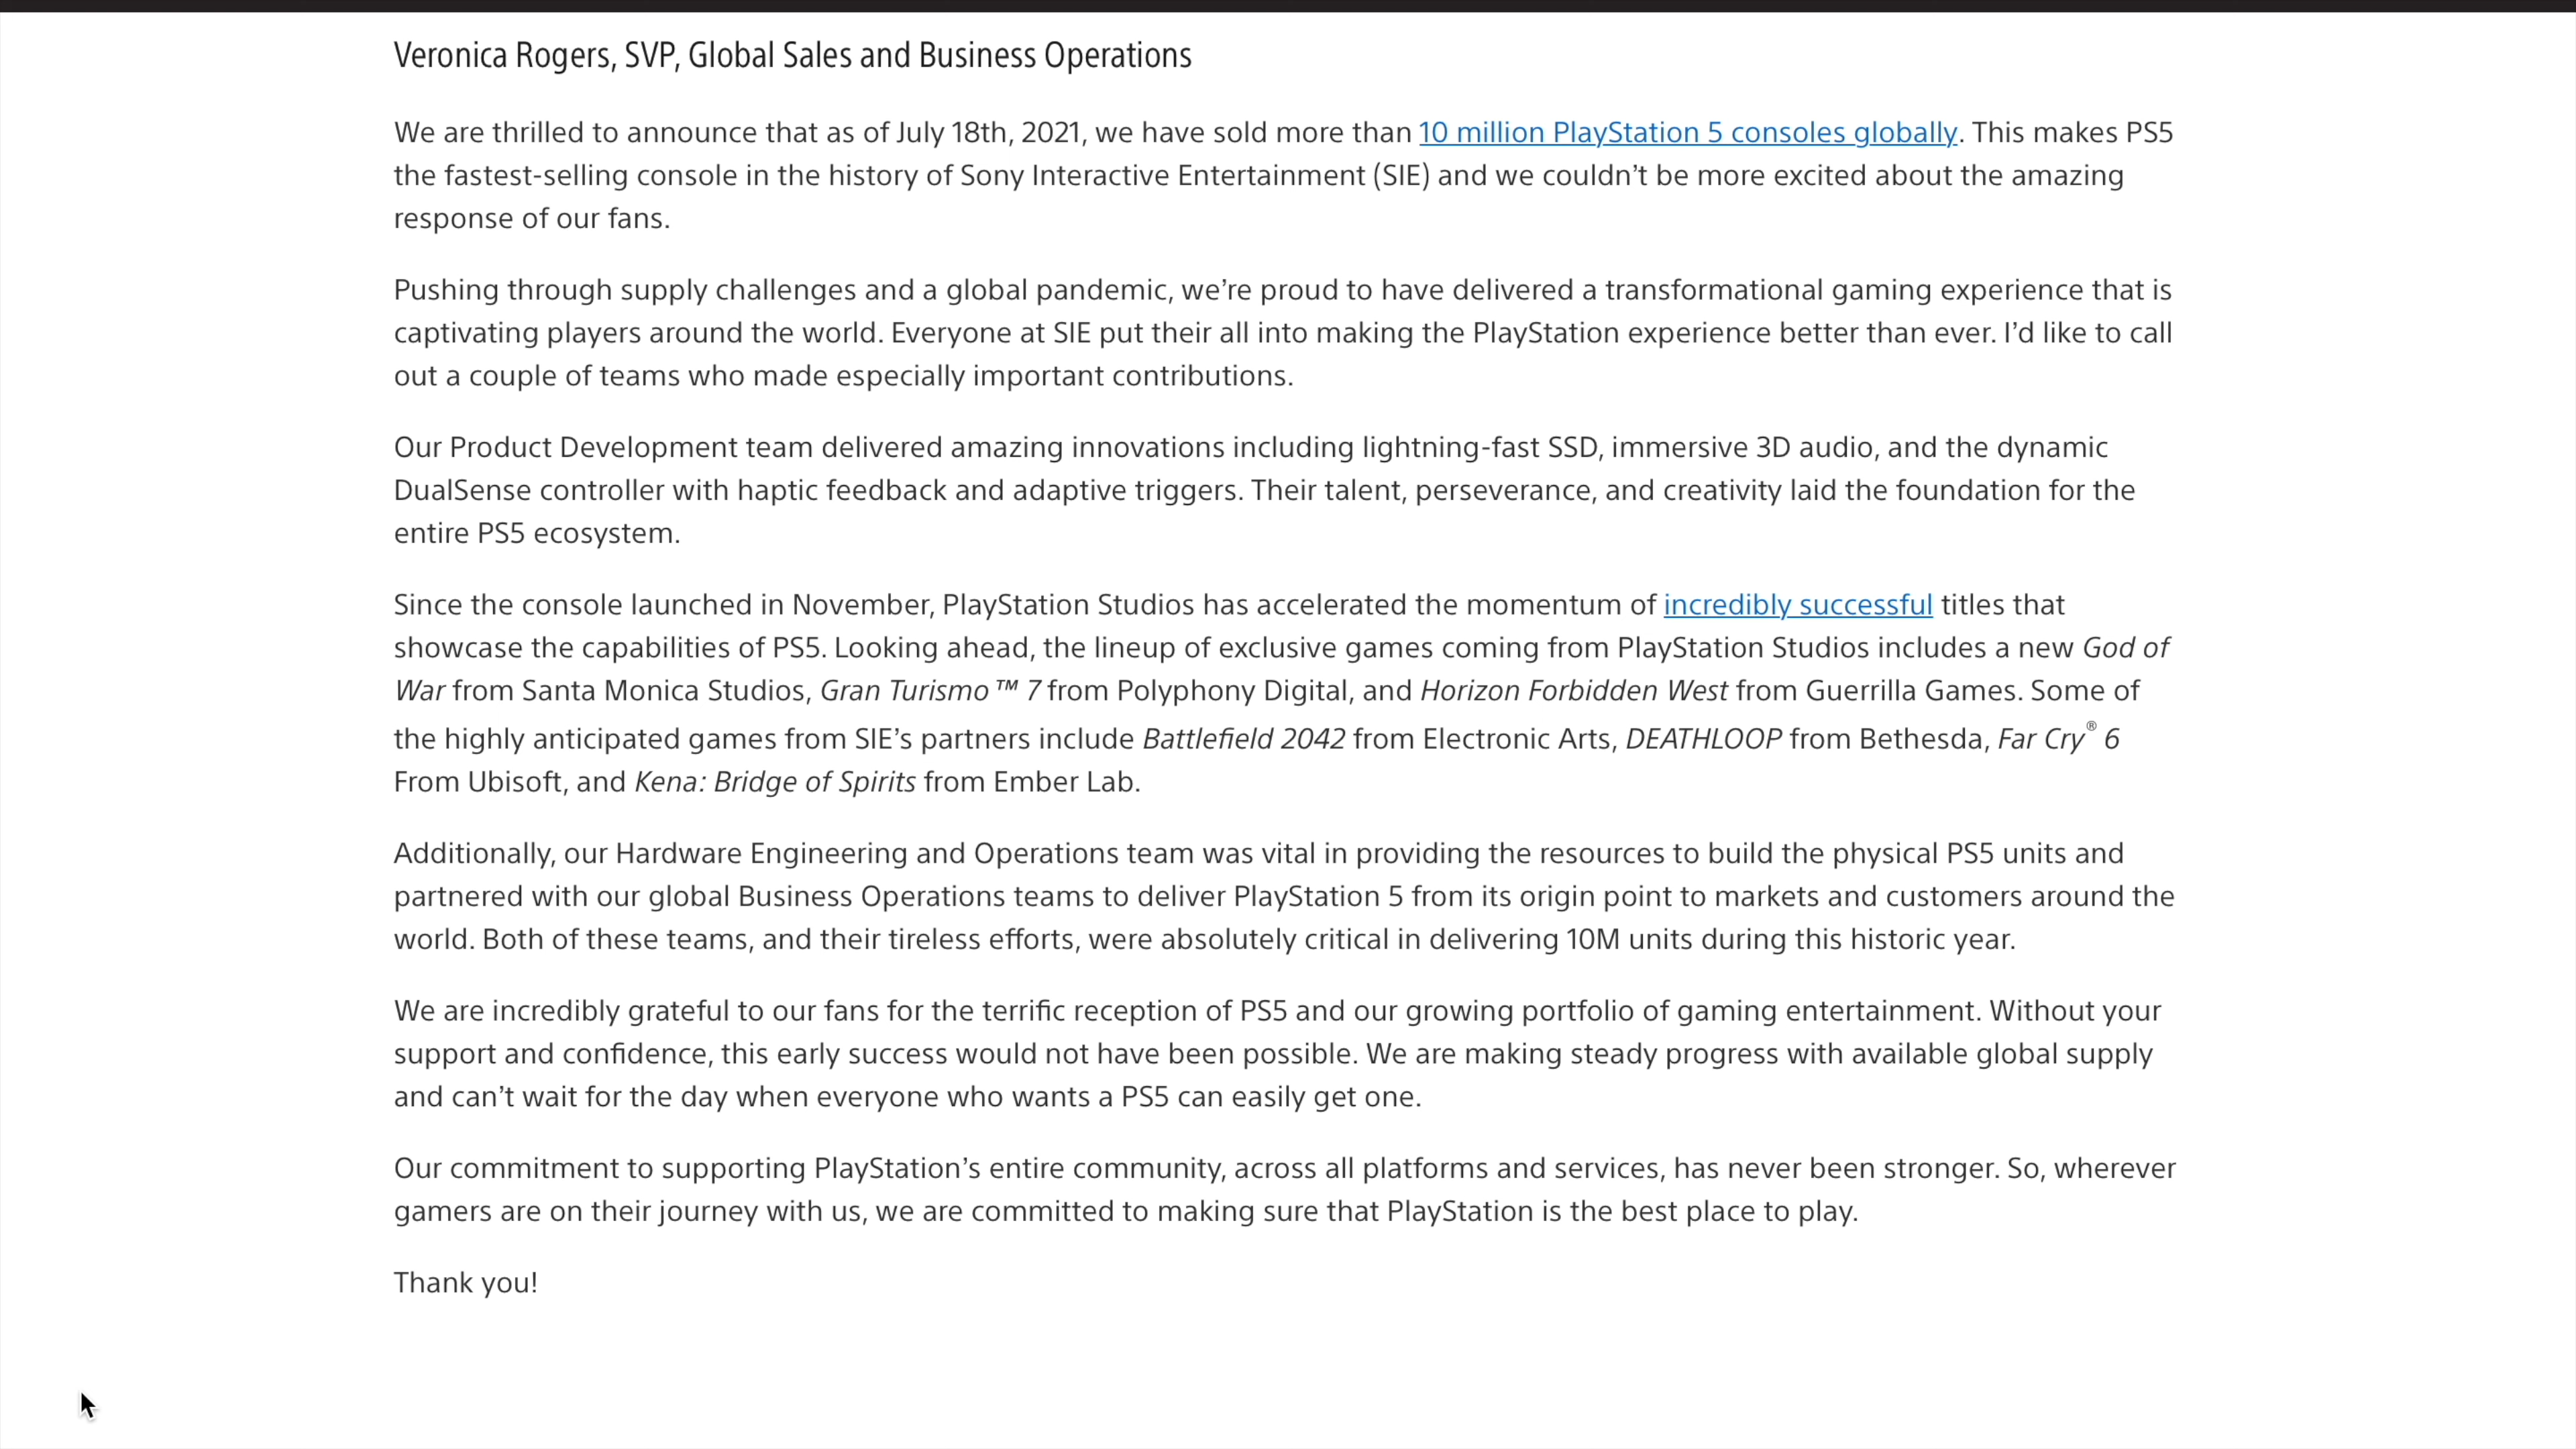 Veronica Rogers, SVP, Global Sales and Business Operations
We are thrilled to announce that as of July 18th, 2021, we have sold more than 10 million PlayStation 5 consoles globally. This makes PS5
the fastest-selling console in the history of Sony Interactive Entertainment (SIE) and we couldn’t be more excited about the amazing
response of our fans.
Pushing through supply challenges and a global pandemic, we’re proud to have delivered a transformational gaming experience that is
captivating players around the world. Everyone at SIE put their all into making the PlayStation experience better than ever. I’d like to call
out a couple of teams who made especially important contributions.
Our Product Development team delivered amazing innovations including lightning-fast SSD, immersive 3D audio, and the dynamic
DualSense controller with haptic feedback and adaptive triggers. Their talent, perseverance, and creativity laid the foundation for the
entire PS5 ecosystem.
Since the console launched in November, PlayStation Studios has accelerated the momentum of incredibly successful titles that
showcase the capabilities of PS5. Looking ahead, the lineup of exclusive games coming from PlayStation Studios includes a new God of
War from Santa Monica Studios, Gran Turismo™ 7 from Polyphony Digital, and Horizon Forbidden West from Guerrilla Games. Some of
the highly anticipated games from SIE’s partners include Battlefield 2042 from Electronic Arts, DEATHLOOP from Bethesda, Far Cry® 6
From Ubisoft, and Kena: Bridge of Spirits from Ember Lab.
Additionally, our Hardware Engineering and Operations team was vital in providing the resources to build the physical PS5 units and
partnered with our global Business Operations teams to deliver PlayStation 5 from its origin point to markets and customers around the
world. Both of these teams, and their tireless efforts, were absolutely critical in delivering 10M units during this historic year.
We are incredibly grateful to our fans for the terrific reception of PS5 and our growing portfolio of gaming entertainment. Without your
support and confidence, this early success would not have been possible. We are making steady progress with available global supply
and can’t wait for the day when everyone who wants a PS5 can easily get one.
Our commitment to supporting PlayStation’s entire community, across all platforms and services, has never been stronger. So, wherever
gamers are on their journey with us, we are committed to making sure that PlayStation is the best place to play.
Thank you!